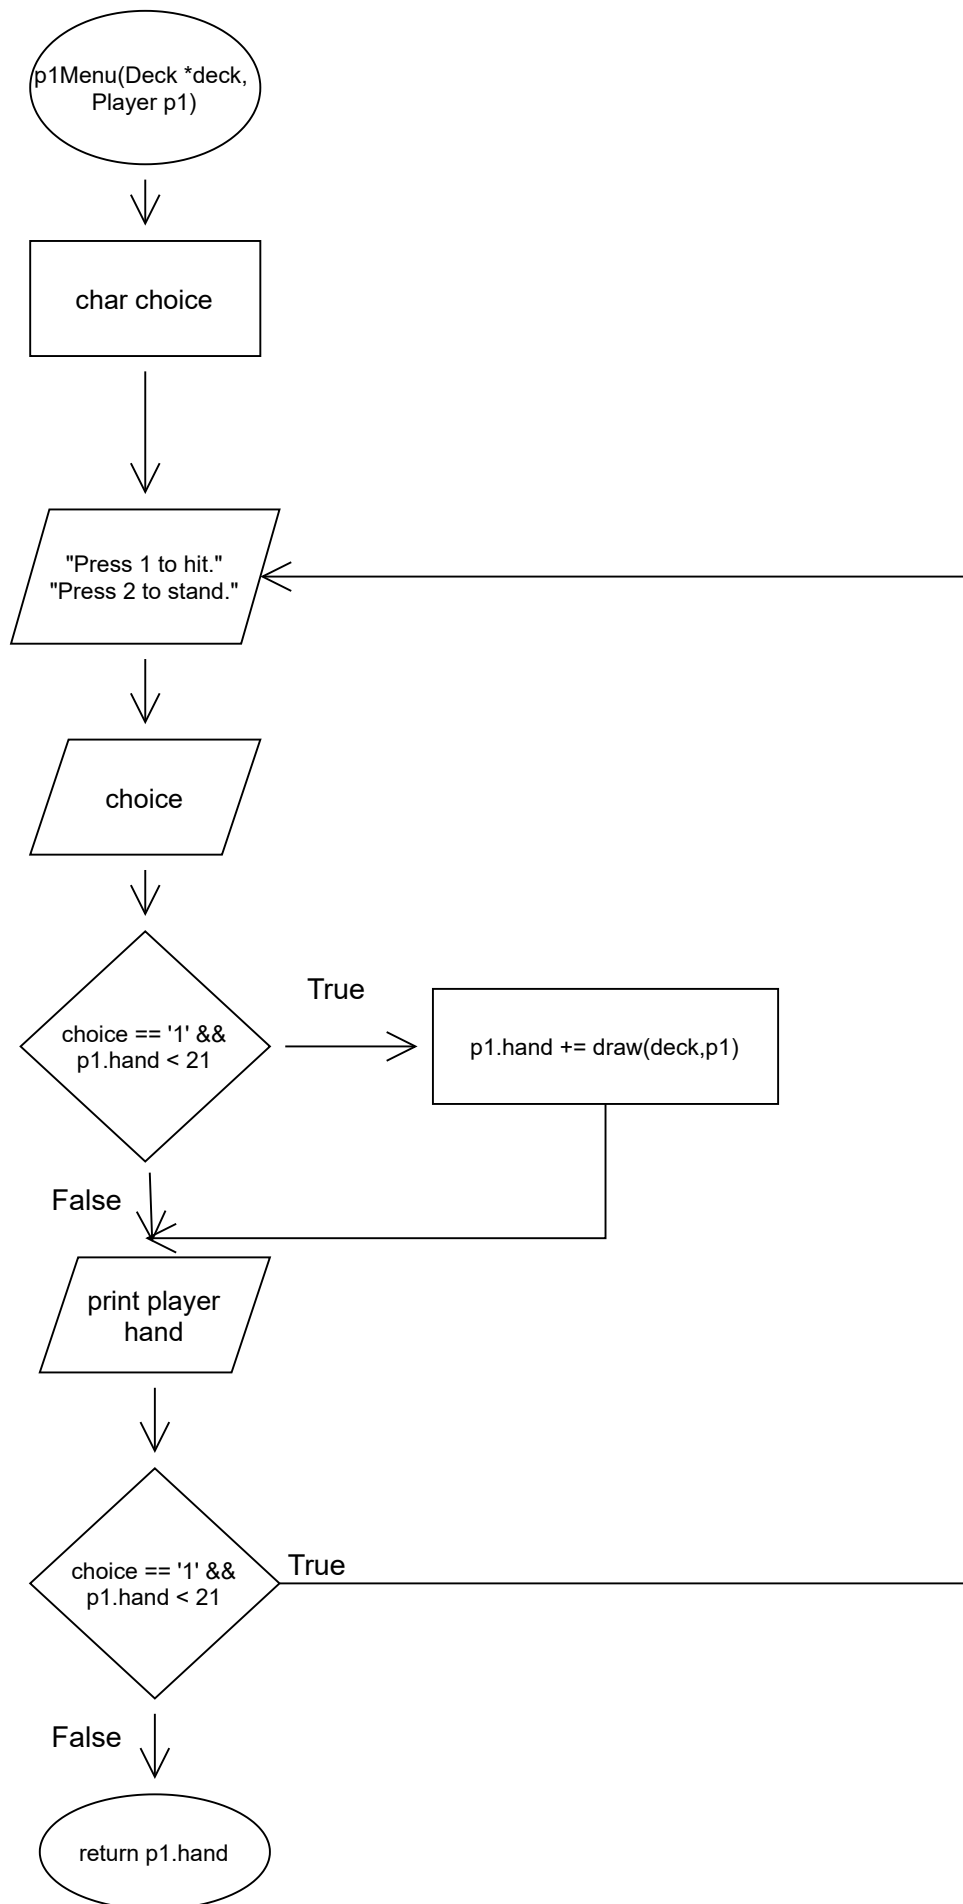 p1Menu(Deck *deck,
Player p1)
char choice
"Press 1 to hit."
"Press 2 to stand."
choice
choice == '1' &&
p1.hand < 21
True
p1.hand += draw(deck,p1)
False
print player
hand
choice == '1' &&
p1.hand < 21
True
False
return p1.hand